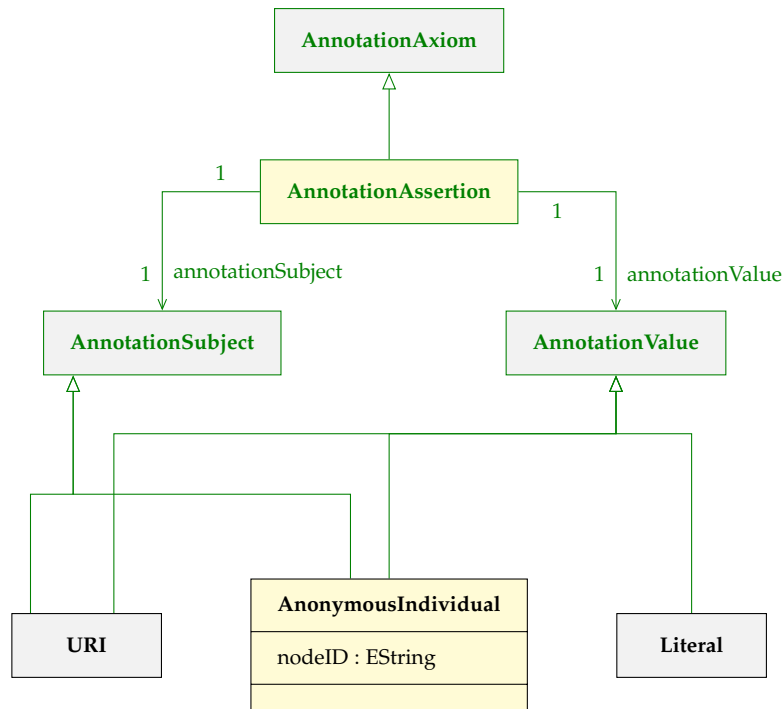 AnnotationAxiom
1
AnnotationAssertion
1
1 annotationSubject
1 annotationValue
AnnotationSubject
AnnotationValue
AnonymousIndividual
URI
nodeID : EString
Literal